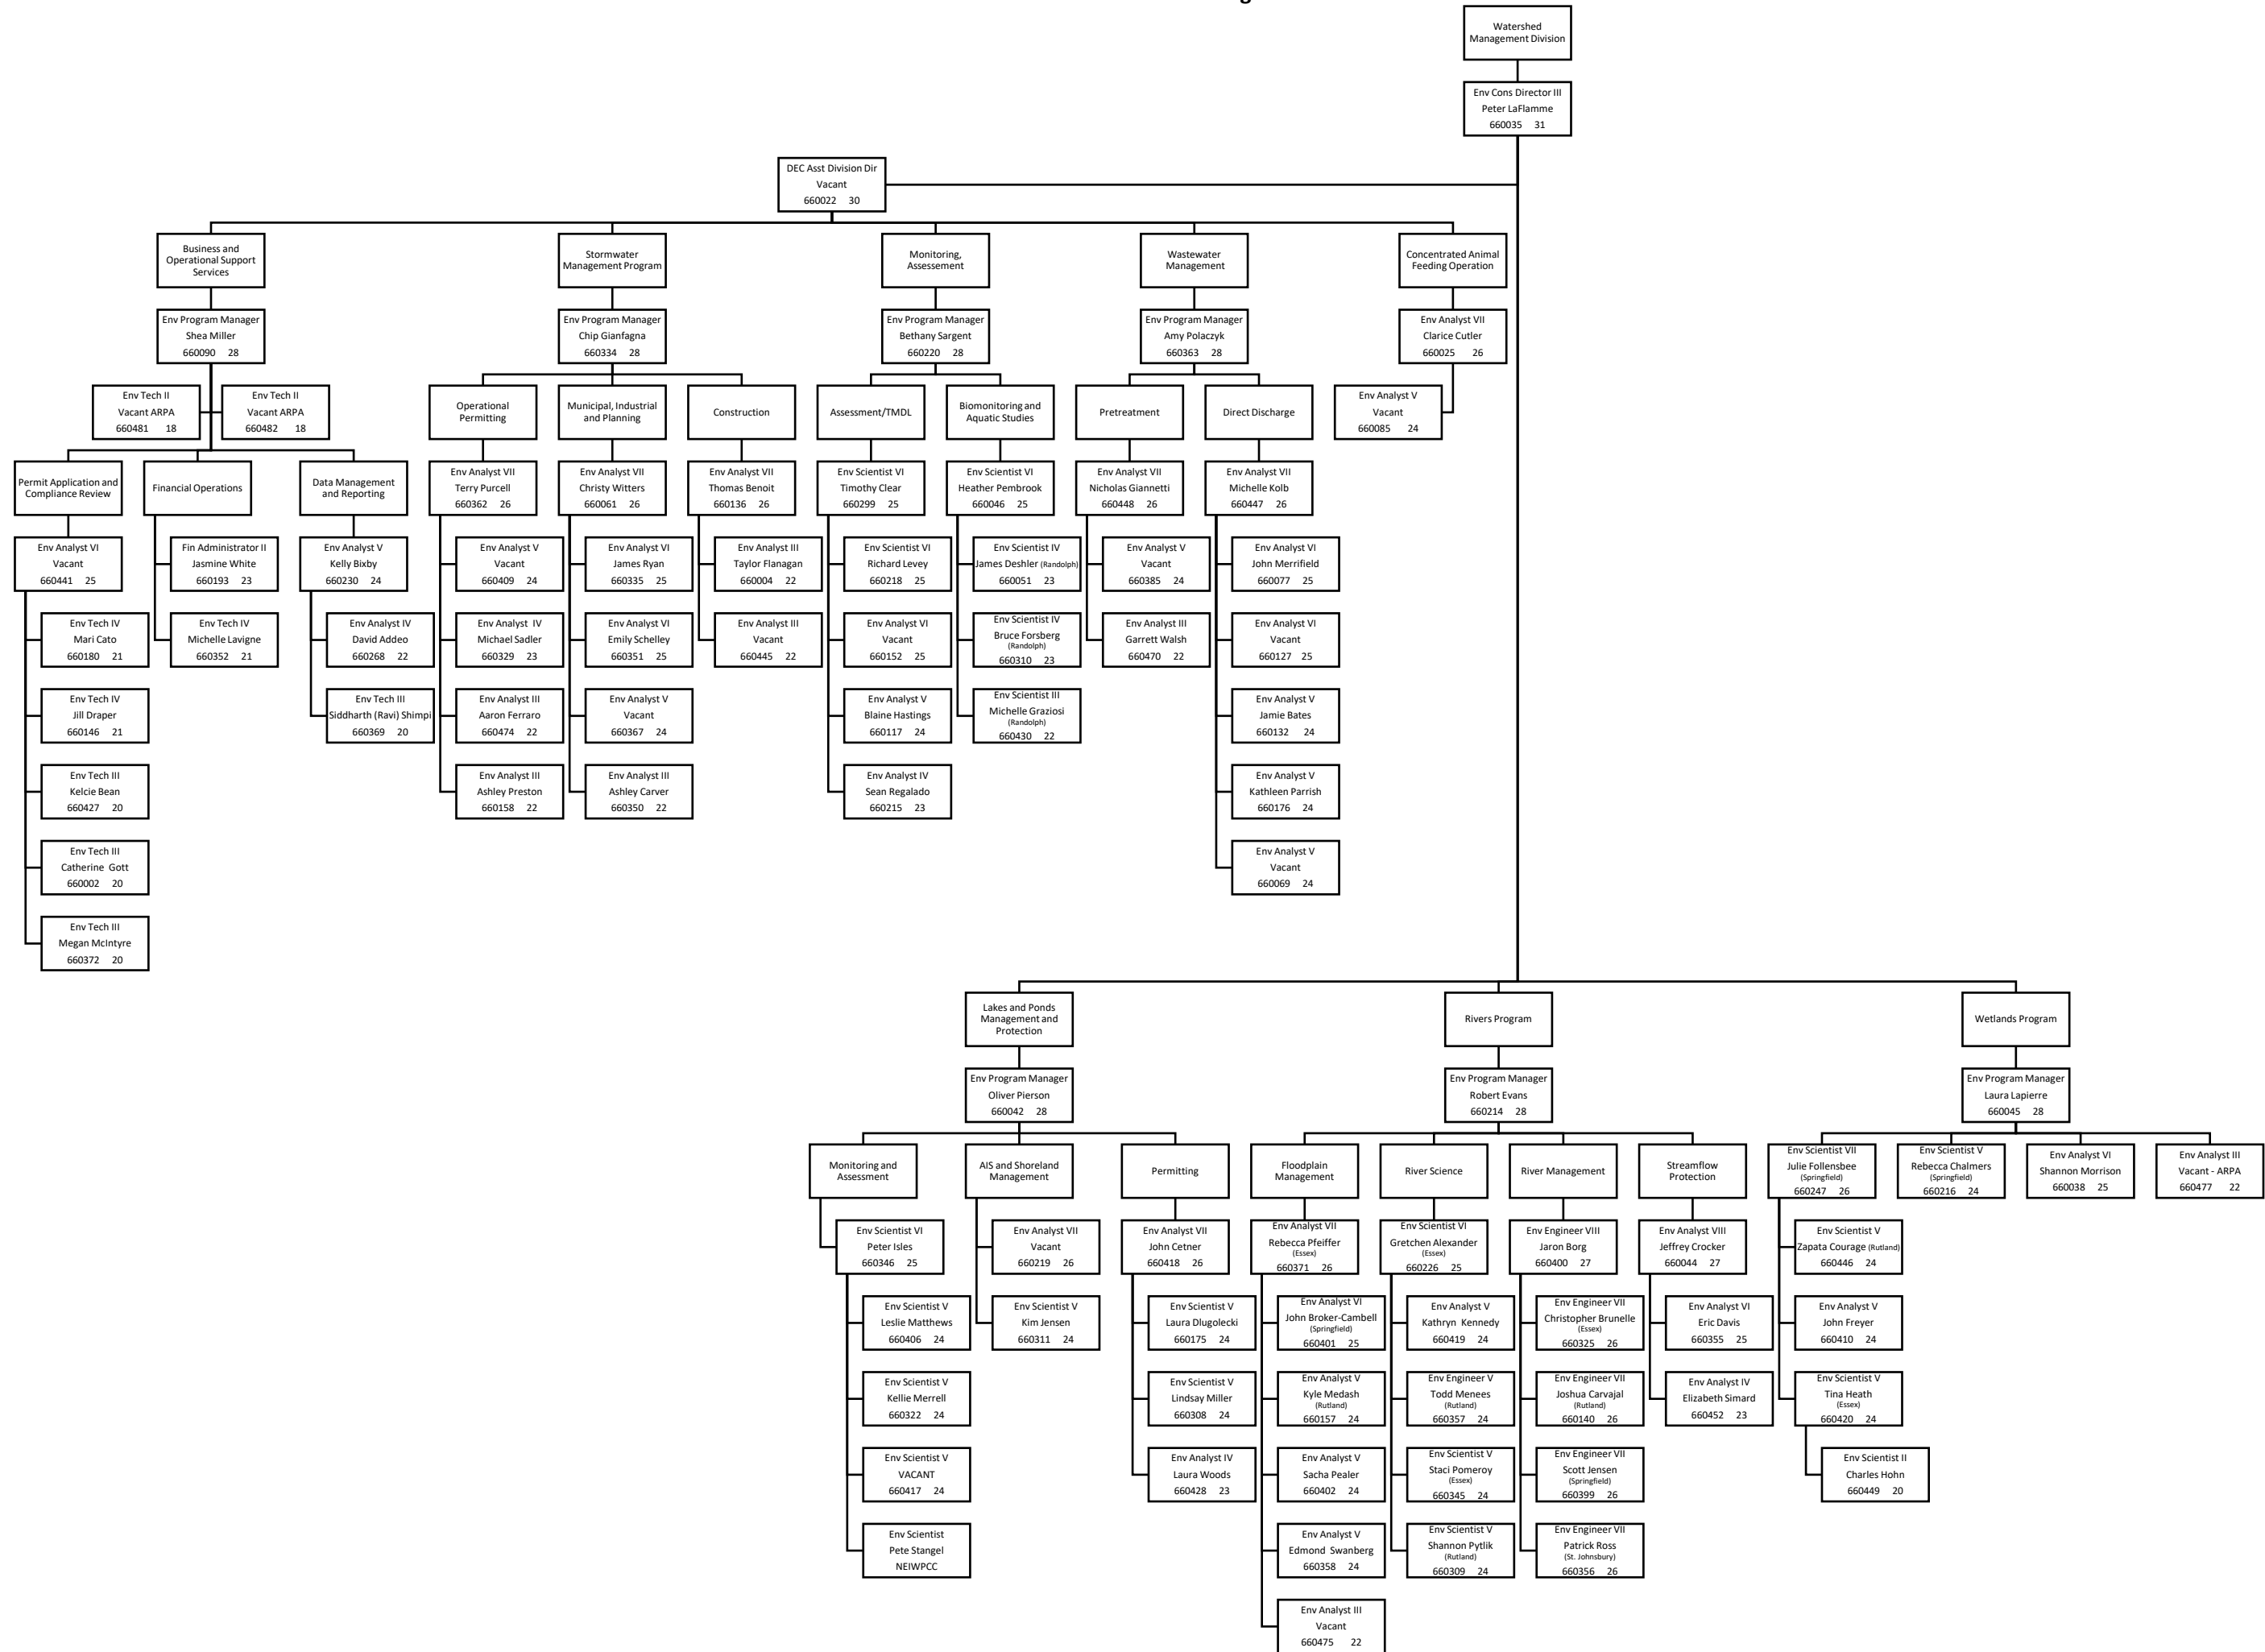 Watershed
Management Division
Env Cons Director III
Peter LaFlamme
660035 31
DEC Asst Division Dir
Vacant
660022 30
Business and
Operational Support
Services
Env Program Manager
Shea Miller
660090 28
Env Tech II
Vacant ARPA
660481 18
Env Tech II
Vacant ARPA
660482 18
Permit Application and
Compliance Review
Env Analyst VI
Vacant
660441 25
Env Tech IV
Mari Cato
660180 21
Env Tech IV
Jill Draper
660146 21
Env Tech III
Kelcie Bean
660427 20
Env Tech III
Catherine Gott
660002 20
Env Tech III
Megan McIntyre
660372 20
Financial Operations
Fin Administrator II
Jasmine White
660193 23
Env Tech IV
Michelle Lavigne
660352 21
Data Management
and Reporting
Env Analyst V
Kelly Bixby
660230 24
Env Analyst IV
David Addeo
660268 22
Env Tech III
Siddharth (Ravi) Shimpi
660369 20
Stormwater
Management Program
Env Program Manager
Chip Gianfagna
660334 28
Operational
Permitting
Env Analyst VII
Terry Purcell
660362 26
Env Analyst V
Vacant
660409 24
Env Analyst IV
Michael Sadler
660329 23
Env Analyst III
Aaron Ferraro
660474 22
Env Analyst III
Ashley Preston
660158 22
Municipal, Industrial
and Planning
Env Analyst VII
Christy Witters
660061 26
Env Analyst VI
James Ryan
660335 25
Env Analyst VI
Emily Schelley
660351 25
Env Analyst V
Vacant
660367 24
Env Analyst III
Ashley Carver
660350 22
Construction
Env Analyst VII
Thomas Benoit
660136 26
Env Analyst III
Taylor Flanagan
660004 22
Env Analyst III
Vacant
660445 22
Monitoring,
Assessement
Env Program Manager
Bethany Sargent
660220 28
Assessment/TMDL
Env Scientist VI
Timothy Clear
660299 25
Env Scientist VI
Richard Levey
660218 25
Env Analyst VI
Vacant
660152 25
Env Analyst V
Blaine Hastings
660117 24
Env Analyst IV
Sean Regalado
660215 23
Biomonitoring and
Aquatic Studies
Env Scientist VI
Heather Pembrook
660046 25
Env Scientist IV
James Deshler (Randolph)
660051 23
Env Scientist IV
Bruce Forsberg
(Randolph)
660310 23
Env Scientist III
Michelle Graziosi
(Randolph)
660430 22
Wastewater
Management
Env Program Manager
Amy Polaczyk
660363 28
Pretreatment
Env Analyst VII
Nicholas Giannetti
660448 26
Env Analyst V
Vacant
660385 24
Env Analyst III
Garrett Walsh
660470 22
Direct Discharge
Env Analyst VII
Michelle Kolb
660447 26
Env Analyst VI
John Merrifield
660077 25
Env Analyst VI
Vacant
660127 25
Env Analyst V
Jamie Bates
660132 24
Env Analyst V
Kathleen Parrish
660176 24
Env Analyst V
Vacant
660069 24
Concentrated Animal
Feeding Operation
Env Analyst VII
Clarice Cutler
660025 26
Env Analyst V
Vacant
660085 24
Lakes and Ponds
Management and
Protection
Env Program Manager
Oliver Pierson
660042 28
Monitoring and
Assessment
Env Scientist VI
Peter Isles
660346 25
Env Scientist V
Leslie Matthews
660406 24
Env Scientist V
Kellie Merrell
660322 24
Env Scientist V
VACANT
660417 24
Env Scientist
Pete Stangel
NEIWPCC
AIS and Shoreland
Management
Env Analyst VII
Vacant
660219 26
Env Scientist V
Kim Jensen
660311 24
Permitting
Env Analyst VII
John Cetner
660418 26
Env Scientist V
Laura Dlugolecki
660175 24
Env Scientist V
Lindsay Miller
660308 24
Env Analyst IV
Laura Woods
660428 23
Rivers Program
Env Program Manager
Robert Evans
660214 28
Floodplain
Management
Env Analyst VII
Rebecca Pfeiffer
(Essex)
660371 26
Env Analyst VI
John Broker-Cambell
(Springfield)
660401 25
Env Analyst V
Kyle Medash
(Rutland)
660157 24
Env Analyst V
Sacha Pealer
660402 24
Env Analyst V
Edmond Swanberg
660358 24
Env Analyst III
Vacant
660475 22
River Science
Env Scientist VI
Gretchen Alexander
(Essex)
660226 25
Env Analyst V
Kathryn Kennedy
660419 24
Env Engineer V
Todd Menees
(Rutland)
660357 24
Env Scientist V
Staci Pomeroy
(Essex)
660345 24
Env Scientist V
Shannon Pytlik
(Rutland)
660309 24
River Management
Env Engineer VIII
Jaron Borg
660400 27
Env Engineer VII
Christopher Brunelle
(Essex)
660325 26
Env Engineer VII
Joshua Carvajal
(Rutland)
660140 26
Env Engineer VII
Scott Jensen
(Springfield)
660399 26
Env Engineer VII
Patrick Ross
(St. Johnsbury)
660356 26
Streamflow
Protection
Env Analyst VIII
Jeffrey Crocker
660044 27
Env Analyst VI
Eric Davis
660355 25
Env Analyst IV
Elizabeth Simard
660452 23
Wetlands Program
Env Program Manager
Laura Lapierre
660045 28
Env Scientist VII
Julie Follensbee
(Springfield)
660247 26
Env Scientist V
Zapata Courage (Rutland)
660446 24
Env Analyst V
John Freyer
660410 24
Env Scientist V
Tina Heath
(Essex)
660420 24
Env Scientist II
Charles Hohn
660449 20
Env Scientist V
Rebecca Chalmers
(Springfield)
660216 24
Env Analyst VI
Shannon Morrison
660038 25
Env Analyst III
Vacant - ARPA
660477 22